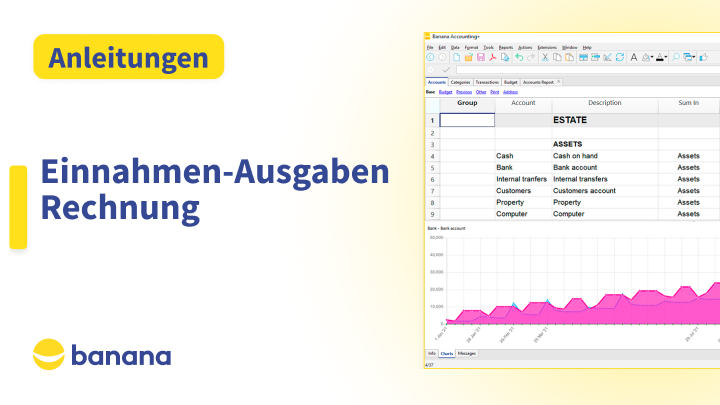 Anleitungen
Einnahmen-Ausgaben
Rechnung
banana
Banana Accounting+
File Edit Data Format Tools Reports Actions Extensions Window Help
Accounts Categories Transactions Budget Accounts Report
Base Budget Previous Other Print Address
Group Account Description Sum In
1 ESTATE
2
3 ASSETS
4 Cash Cash on hand Assets
5 Bank Bank account Assets
6 Internal tranfers Internal transfers Assets
7 Customers Customers account Assets
8 Property Property Assets
9 Computer Computer Assets
Bank - Bank account
50,000
40,000
30,000
20,000
10,000
0
Info Charts Messages
4/37